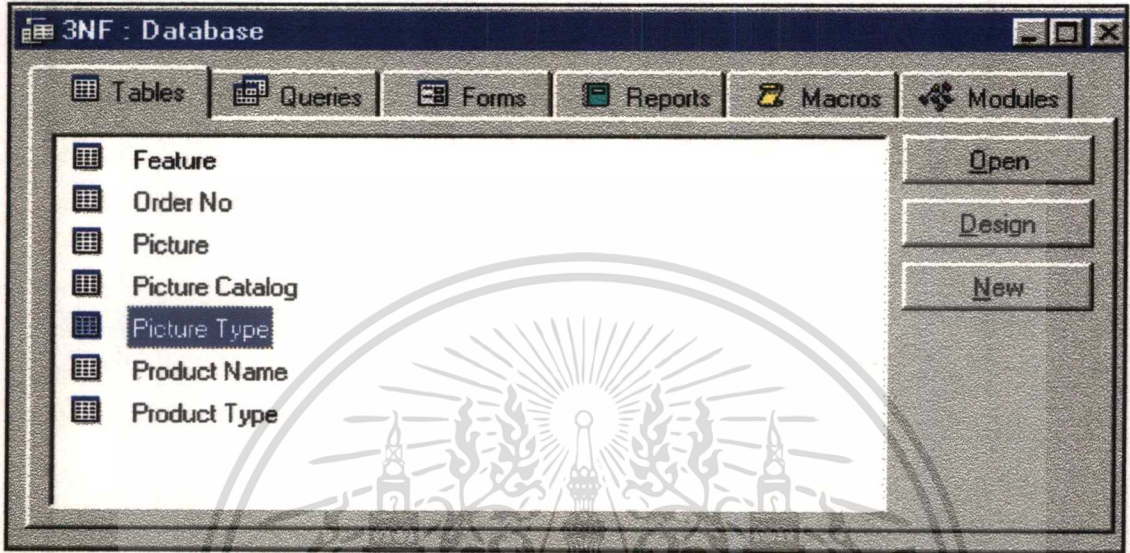 3NF : Database
Tables Queries Forms Reports Macros Modules
Feature
Order No
Picture
Picture Catalog
Picture Type
Product Name
Product Type
Open
Design
New